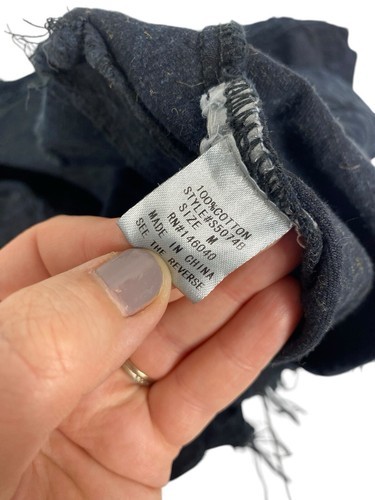 100%COTTON
STYLE#S5074B
SIZE M
RN#146040
MADE IN CHINA
SEE THE REVERSE